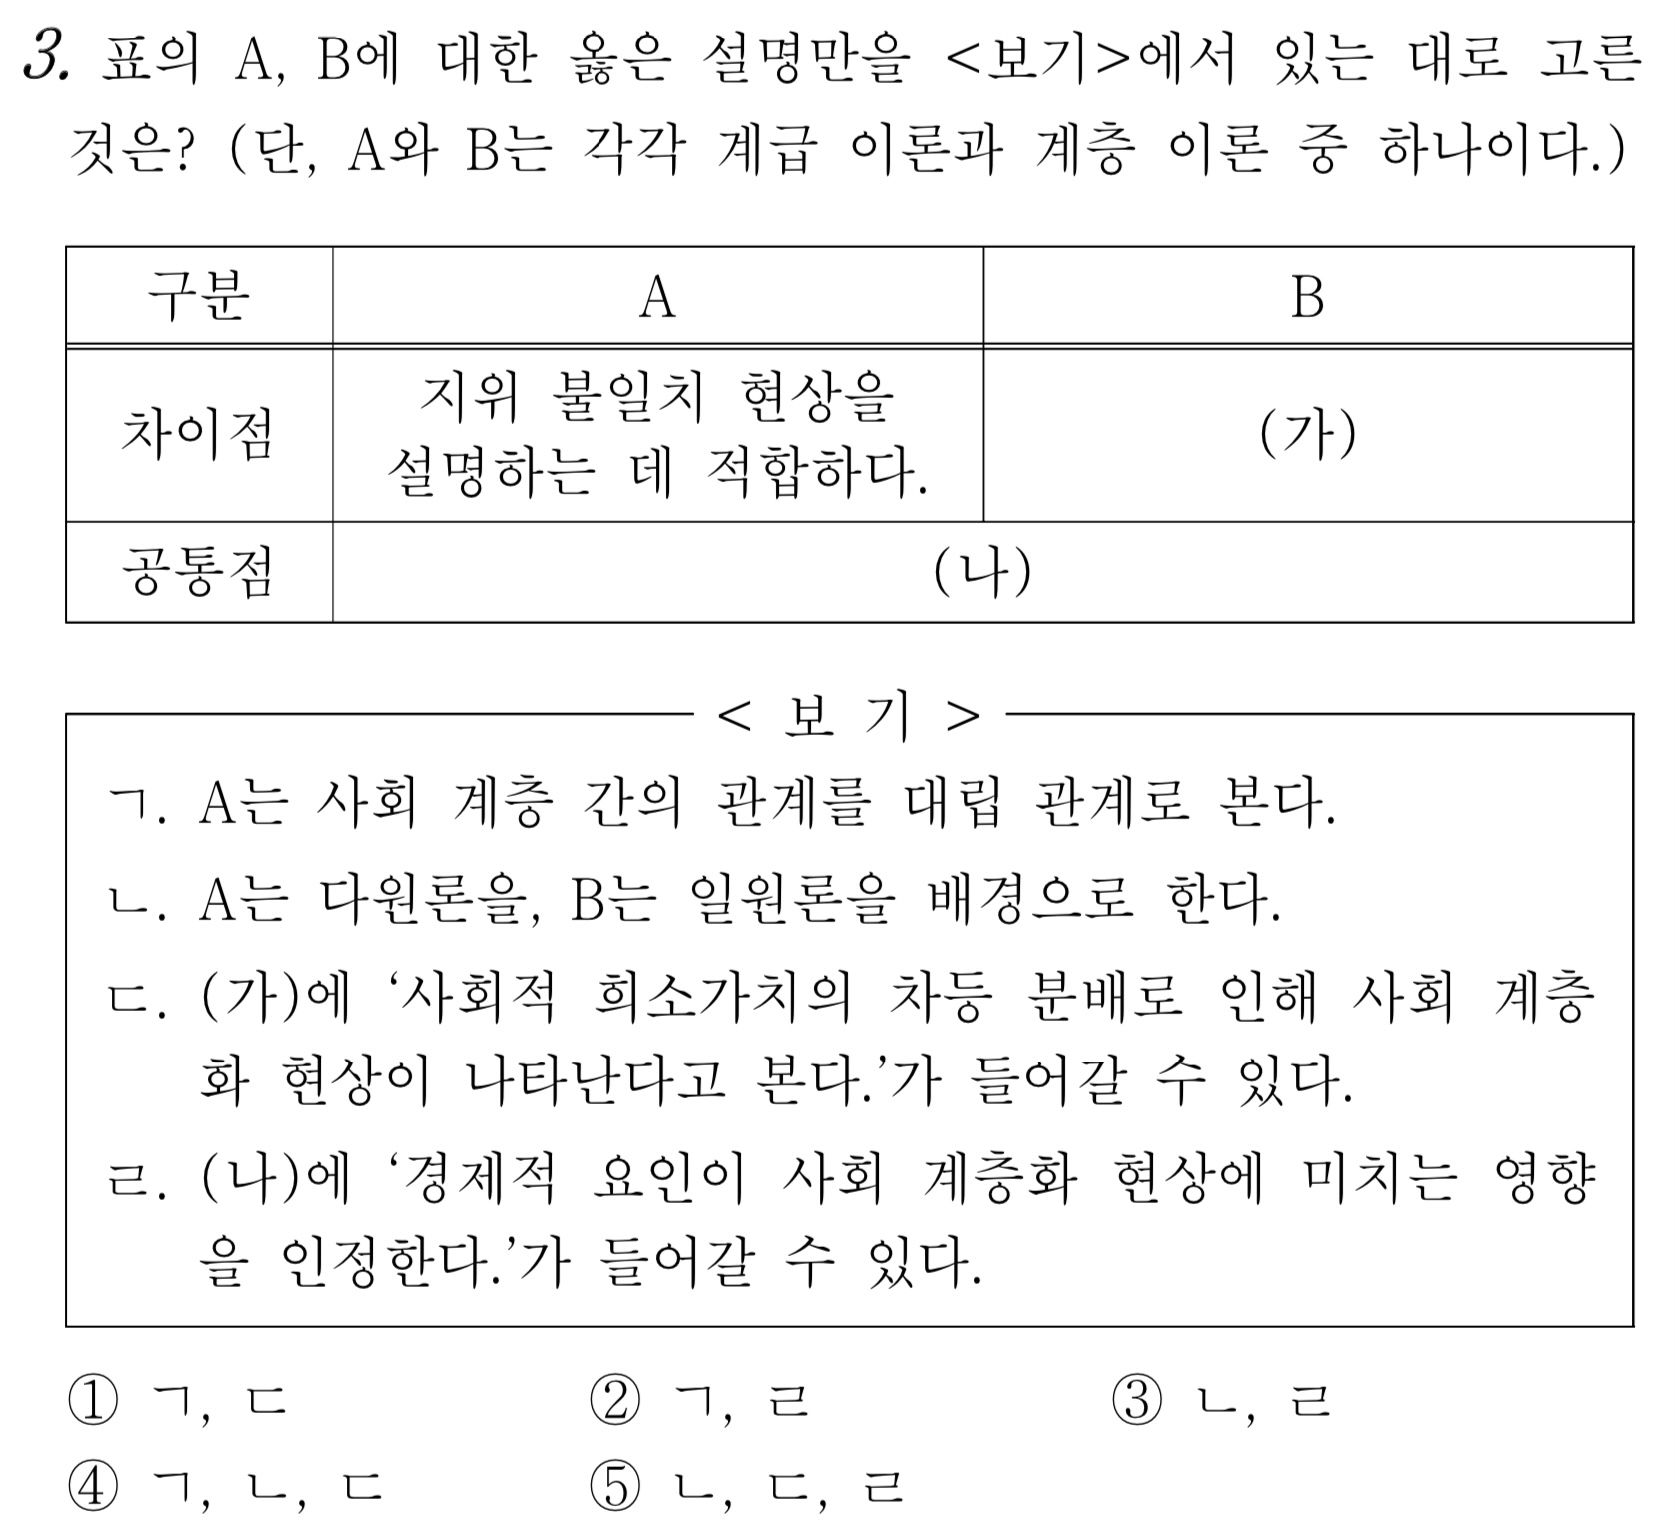 3. 표의 A, B에 대한 옳은 설명만을 <보기>에서 있는 대로 고른
것은? (단, A와 B는 각각 계급 이론과 계층 이론 중 하나이다.)
구분 A B
차이점 지위 불일치 현상을
설명하는 데 적합하다. (가)
공통점 (나)
< 보 기 >
ㄱ. A는 사회 계층 간의 관계를 대립 관계로 본다.
ㄴ. A는 다원론을, B는 일원론을 배경으로 한다.
ㄷ. (가)에 ‘사회적 희소가치의 차등 분배로 인해 사회 계층
화 현상이 나타난다고 본다.’가 들어갈 수 있다.
ㄹ. (나)에 ‘경제적 요인이 사회 계층화 현상에 미치는 영향
을 인정한다.’가 들어갈 수 있다.
① ㄱ, ㄷ ② ㄱ, ㄹ ③ ㄴ, ㄹ
④ ㄱ, ㄴ, ㄷ ⑤ ㄴ, ㄷ, ㄹ